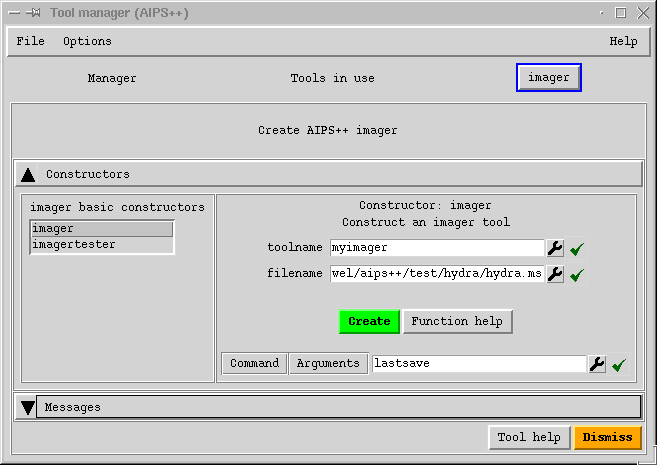 Tool manager (AIPS++)
File Options Help
Manager Tools in use imager
Create AIPS++ imager
Constructors
imager basic constructors
imager
imagertester
Constructor: imager
Construct an imager tool
toolname myimager
filename wel/aips++/test/hydra/hydra.ms
Create Function help
Command Arguments lastsave
Messages
Tool help Dismiss